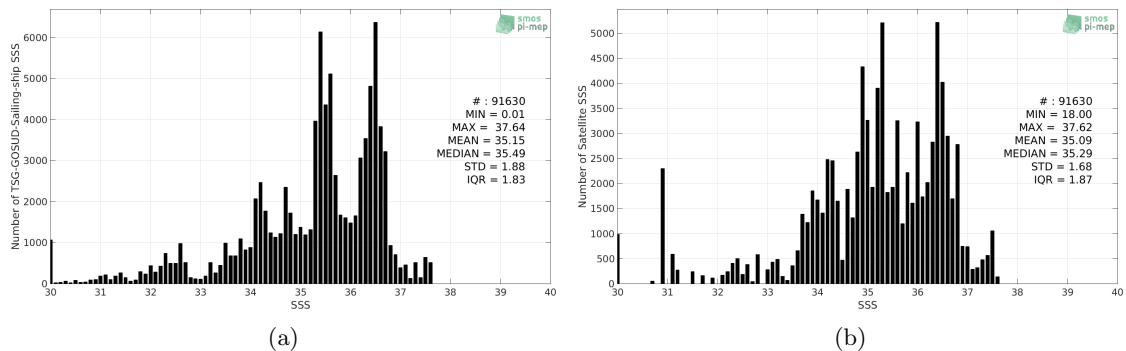 Number of TSG-GOSUD-Sailing-ship SSS
6000
5000
4000
3000
2000
1000
0
30 31 32 33 34 35 36 37 38 39 40
SSS
smos
pi-mep
# : 91630
MIN = 0.01
MAX = 37.64
MEAN = 35.15
MEDIAN = 35.49
STD = 1.88
IQR = 1.83
(a)
Number of Satellite SSS
5000
4500
4000
3500
3000
2500
2000
1500
1000
500
0
30 31 32 33 34 35 36 37 38 39 40
SSS
smos
pi-mep
# : 91630
MIN = 18.00
MAX = 37.62
MEAN = 35.09
MEDIAN = 35.29
STD = 1.68
IQR = 1.87
(b)